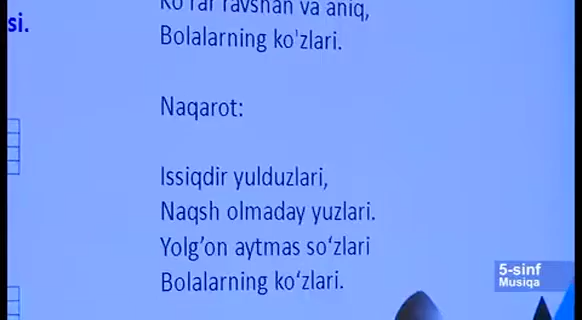 si.
Ko'rar ravshan va aniq,
Bolalarning ko'zlari.
Naqarot:
Issiqdir yulduzlari,
Naqsh olmaday yuzlari.
Yolg’on aytmas so‘zlari
Bolalarning ko‘zlari.
5-sinf
Musiqa